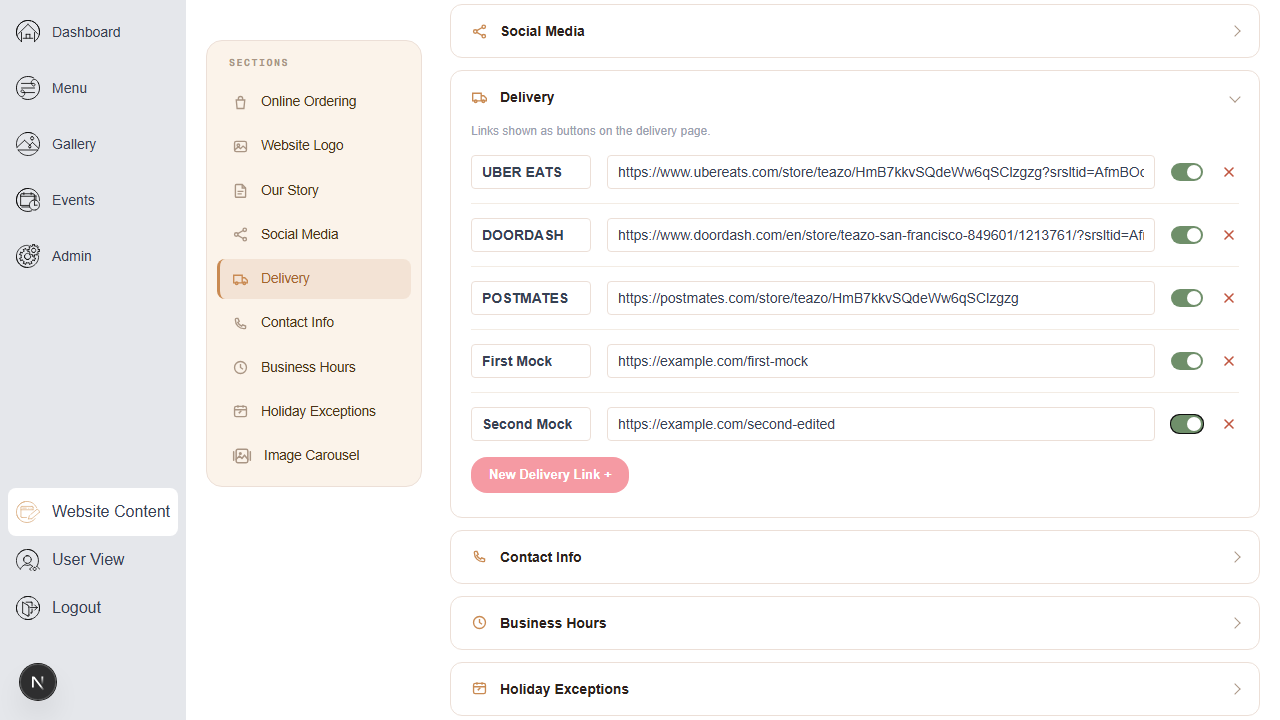 Dashboard
Menu
Gallery
Events
Admin
Website Content
User View
Logout
N
SECTIONS
Online Ordering
Website Logo
Our Story
Social Media
Delivery
Contact Info
Business Hours
Holiday Exceptions
Image Carousel
Social Media
Delivery
Links shown as buttons on the delivery page.
UBER EATS https://www.ubereats.com/store/teazo/HmB7kkvSQdeWw6qSCIzgzg?srsltid=AfmBOc
DOORDASH https://www.doordash.com/en/store/teazo-san-francisco-849601/1213761/?srsltid=Af
POSTMATES https://postmates.com/store/teazo/HmB7kkvSQdeWw6qSCIzgzg
First Mock https://example.com/first-mock
Second Mock https://example.com/second-edited
New Delivery Link +
Contact Info
Business Hours
Holiday Exceptions